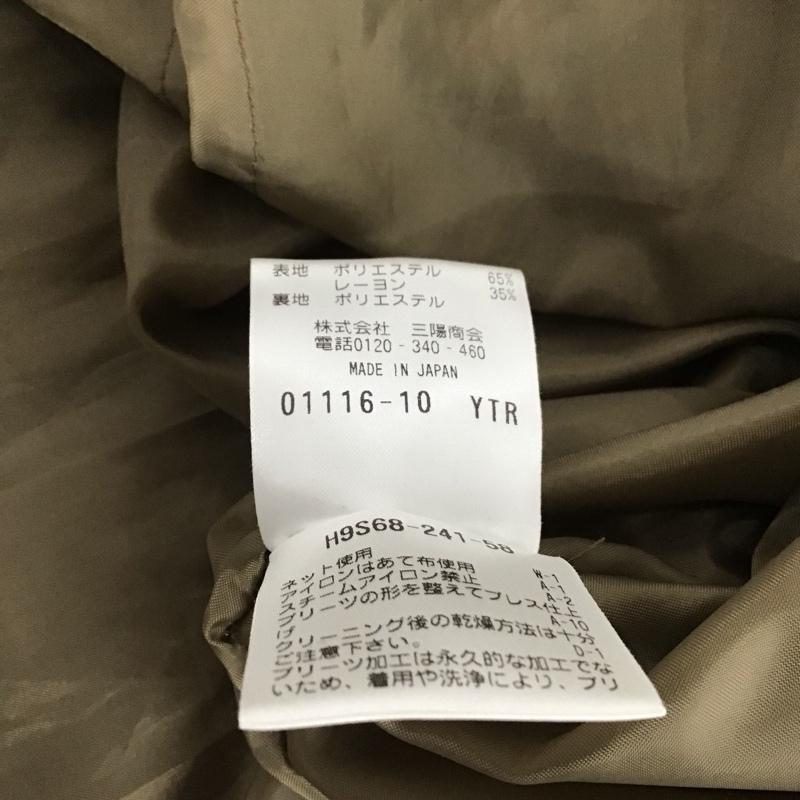 表地 ポリエステル 65%
レーヨン 35%
裏地 ポリエステル
株式会社 三陽商会
電話0120-340-460
MADE IN JAPAN
01116-10 YTR
H9S68-241-58
ネット使用 W-1
アイロンはあて布使用 A-1
スチームアイロン禁止 A-2
プリーツの形を整えてプレス仕上
げ A-10
クリーニング後の乾燥方法は十分
ご注意下さい。 D-1
プリーツ加工は永久的な加工でな
いため、着用や洗浄により、プリ